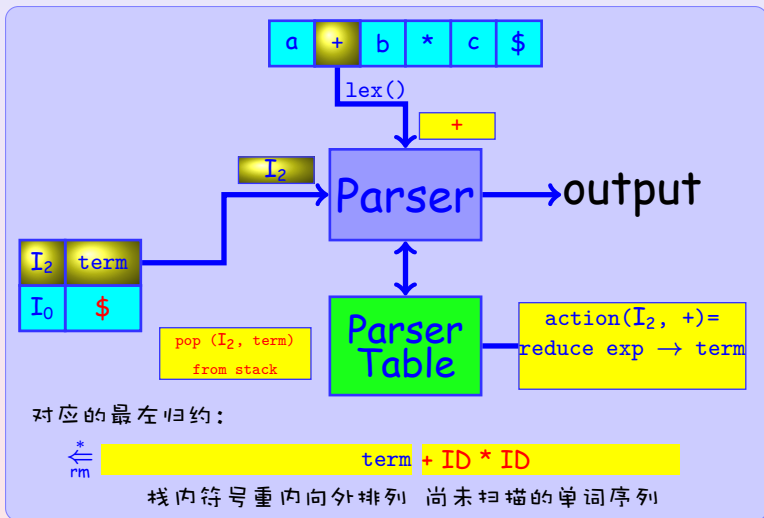 a + b * c $
lex()
+
I₂
Parser
output
I₂ term
I₀ $
pop (I₂, term)
from stack
Parser
Table
action(I₂, +)=
reduce exp → term
对应的最左归约:
*
⇐
rm
term + ID * ID
栈内符号重内向外排列 尚未扫描的单词序列